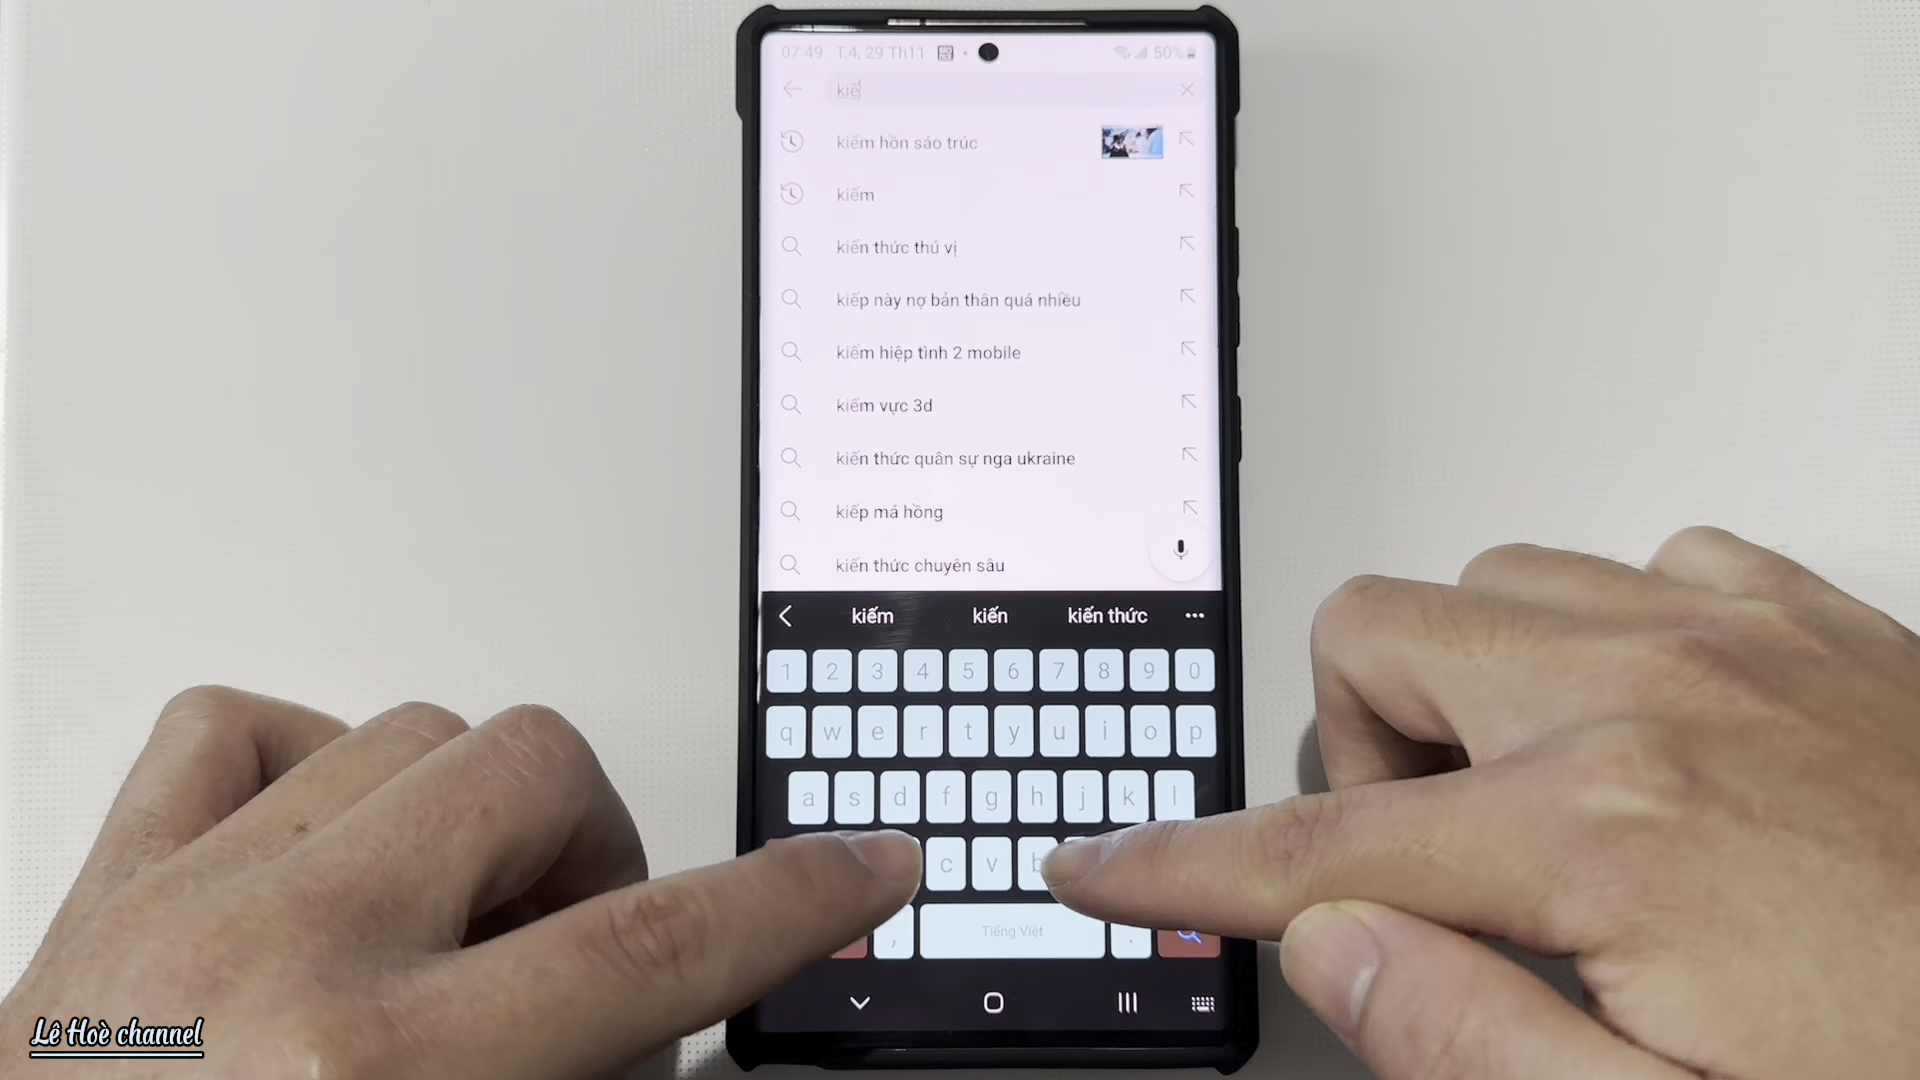 07:49 T.4, 29 Th11 50%
kiế
kiếm hồn sáo trúc
kiếm
kiến thức thú vị
kiếp này nợ bản thân quá nhiều
kiếm hiệp tình 2 mobile
kiếm vực 3d
kiến thức quân sự nga ukraine
kiếp má hồng
kiến thức chuyên sâu
kiếm kiến kiến thức
1 2 3 4 5 6 7 8 9 0
q w e r t y u i o p
a s d f g h j k l
c v b
, Tiếng Việt .
Lê Hoè channel